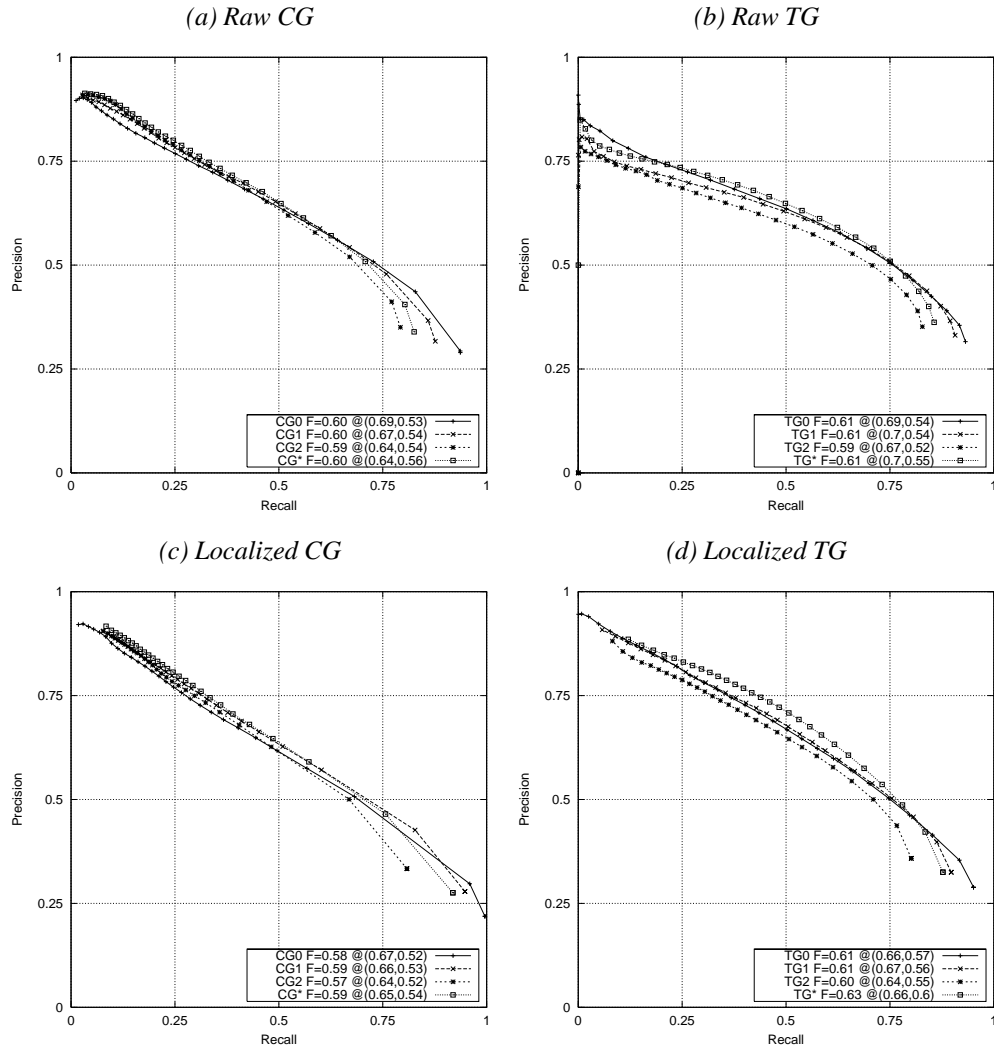 (a) Raw CG
1
0.75
Precision
0.5
0.25
0
CG0 F=0.60 @(0.69,0.53)
CG1 F=0.60 @(0.67,0.54)
CG2 F=0.59 @(0.64,0.54)
CG* F=0.60 @(0.64,0.56)
0 0.25 0.5 0.75 1
Recall
(b) Raw TG
1
0.75
Precision
0.5
0.25
0
TG0 F=0.61 @(0.69,0.54)
TG1 F=0.61 @(0.7,0.54)
TG2 F=0.59 @(0.67,0.52)
TG* F=0.61 @(0.7,0.55)
0 0.25 0.5 0.75 1
Recall
(c) Localized CG
1
0.75
Precision
0.5
0.25
0
CG0 F=0.58 @(0.67,0.52)
CG1 F=0.59 @(0.66,0.53)
CG2 F=0.57 @(0.64,0.52)
CG* F=0.59 @(0.65,0.54)
0 0.25 0.5 0.75 1
Recall
(d) Localized TG
1
0.75
Precision
0.5
0.25
0
TG0 F=0.61 @(0.66,0.57)
TG1 F=0.61 @(0.67,0.56)
TG2 F=0.60 @(0.64,0.55)
TG* F=0.63 @(0.66,0.6)
0 0.25 0.5 0.75 1
Recall